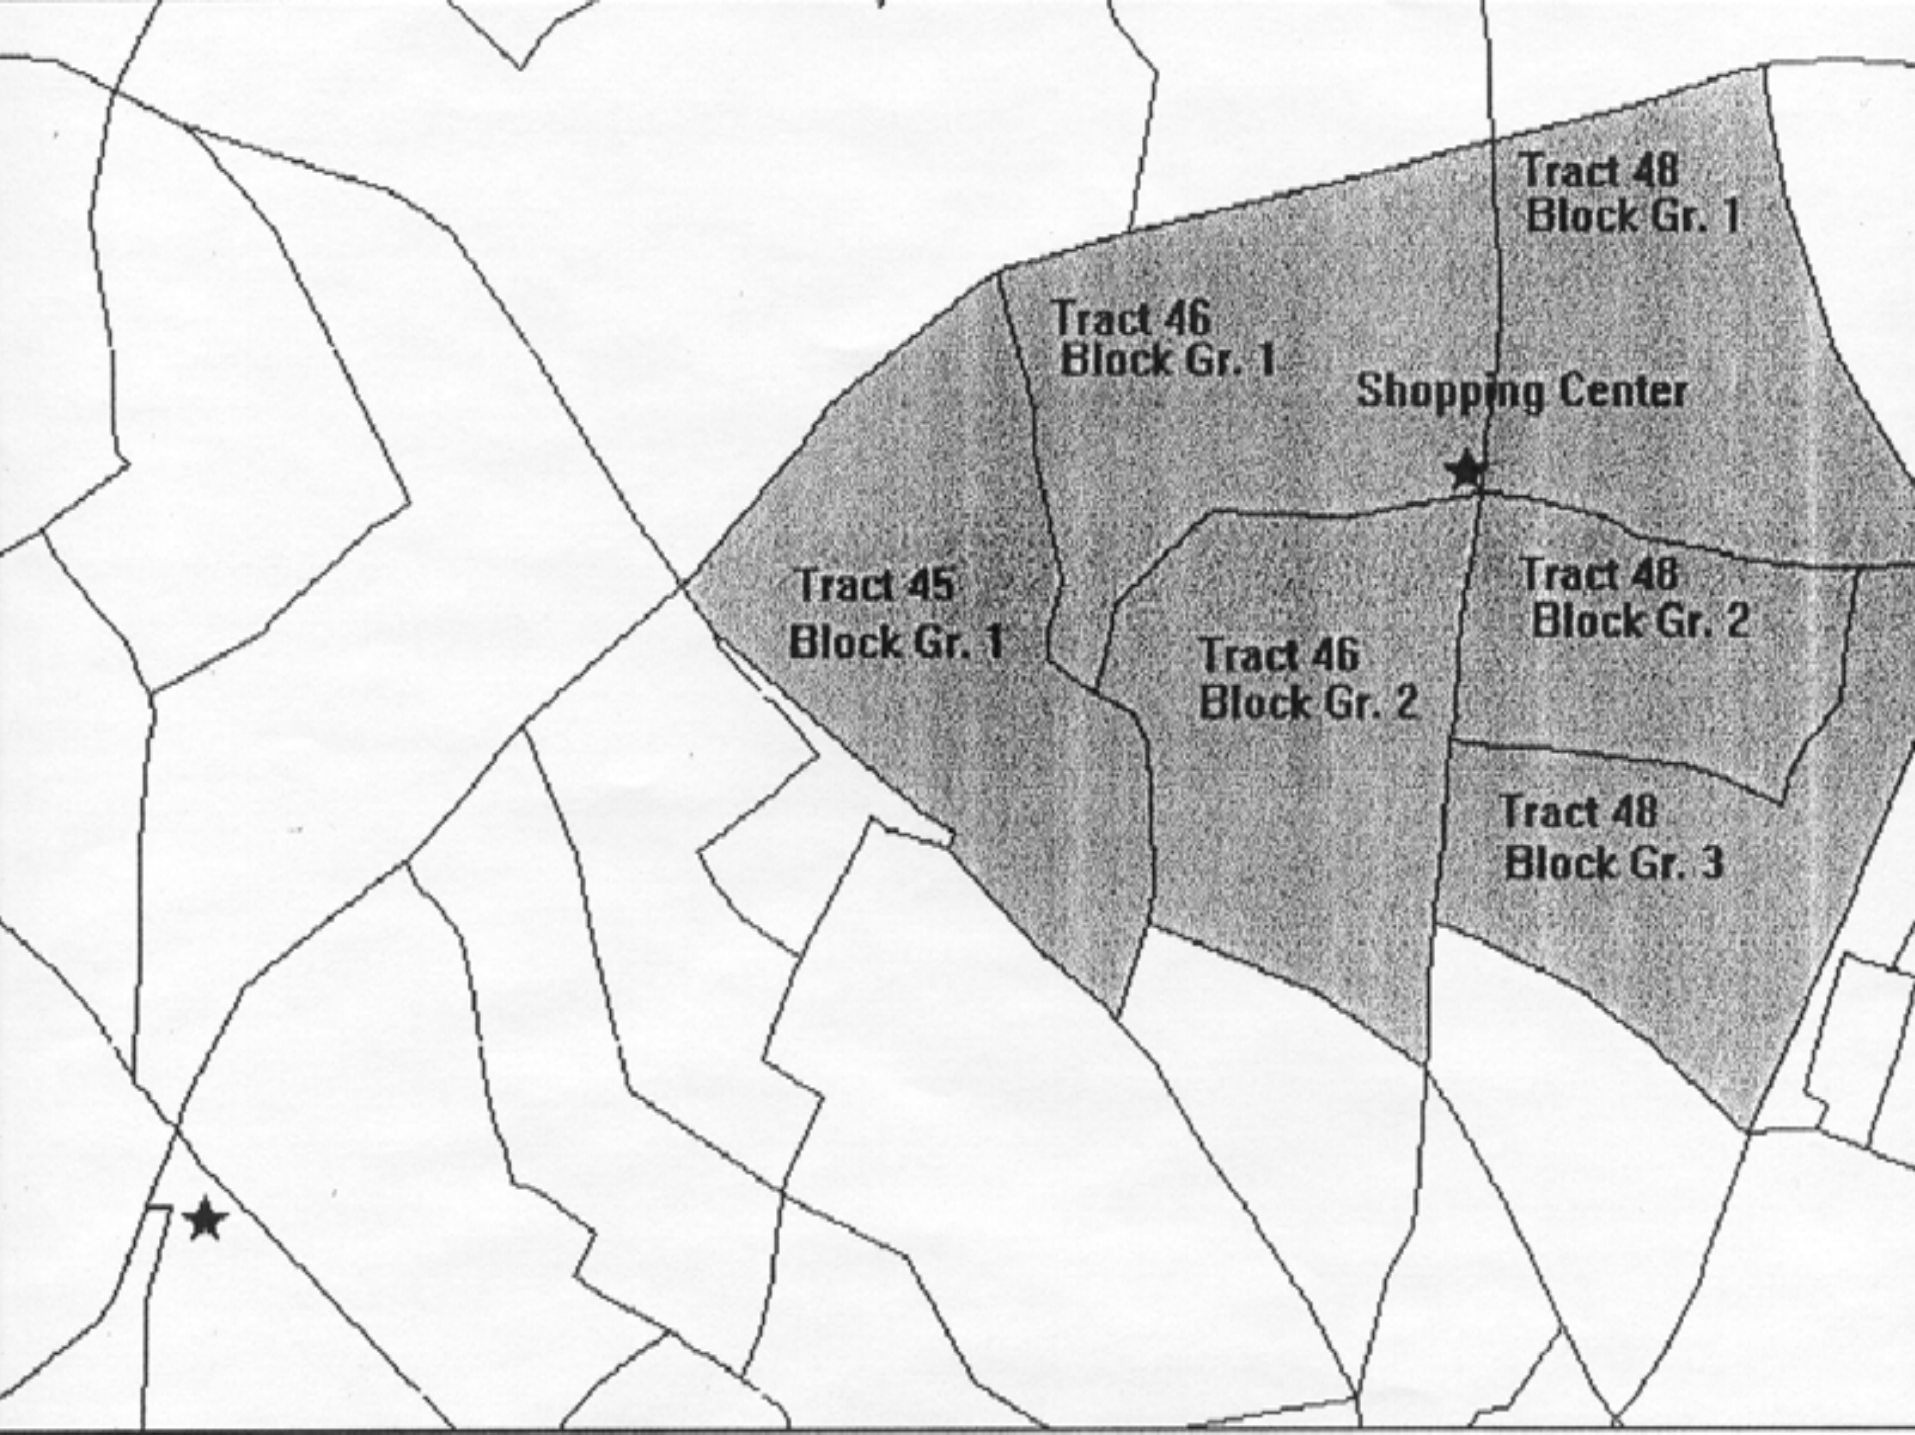 Tract 48
Block Gr. 1
Tract 46
Block Gr. 1
Shopping Center
Tract 45
Block Gr. 1
Tract 46
Block Gr. 2
Tract 48
Block Gr. 2
Tract 48
Block Gr. 3